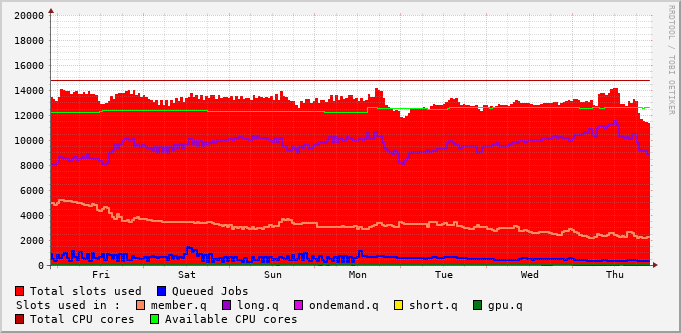 20000
18000
16000
14000
12000
10000
8000
6000
4000
2000
0
Fri Sat Sun Mon Tue Wed Thu
Total slots used Queued Jobs
Slots used in : member.q long.q ondemand.q short.q gpu.q
Total CPU cores Available CPU cores
RRDTOOL / TOBI OETIKER